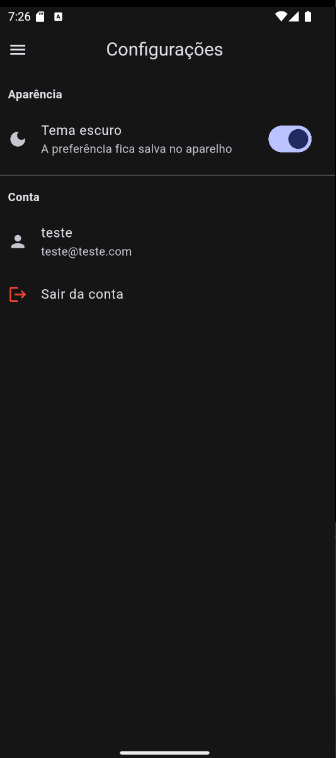 7:26
Configurações
Aparência
Tema escuro
A preferência fica salva no aparelho
Conta
teste
teste@teste.com
Sair da conta